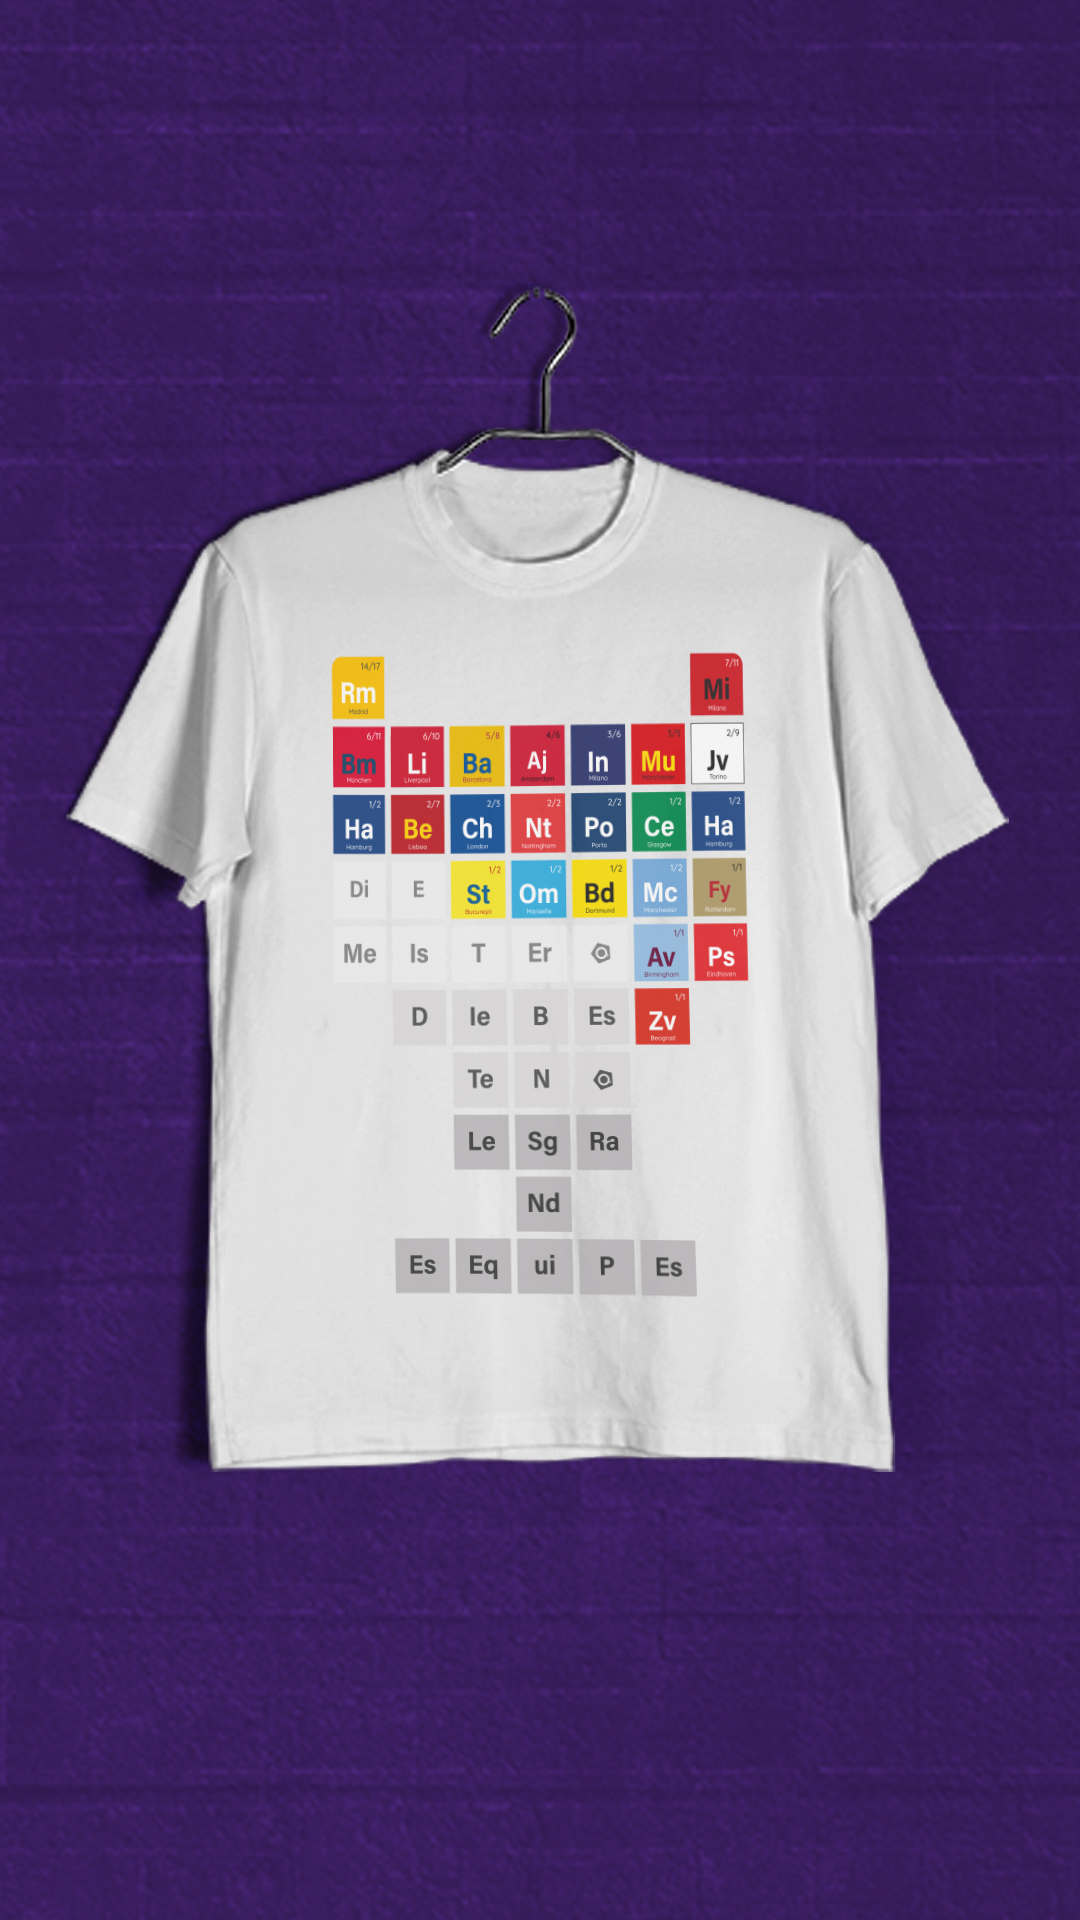 14/17 7/11
Rm Mi
Madrid Milano
6/11 6/10 5/8 4/6 3/6 3/5 2/9
Bm Li Ba Aj In Mu Jv
München Liverpool Barcelona Amsterdam Milano Manchester Torino
1/2 2/7 2/3 2/2 2/2 1/2 1/2
Ha Be Ch Nt Po Ce Ha
Hamburg Lisboa London Nottingham Porto Glasgow Hamburg
1/2 1/2 1/2 1/2 1/1
Di E St Om Bd Mc Fy
București Marseille Dortmund Manchester Rotterdam
1/1 1/1
Me Is T Er Av Ps
Birmingham Eindhoven
1/1
D Ie B Es Zv
Beograd
Te N
Le Sg Ra
Nd
Es Eq ui P Es